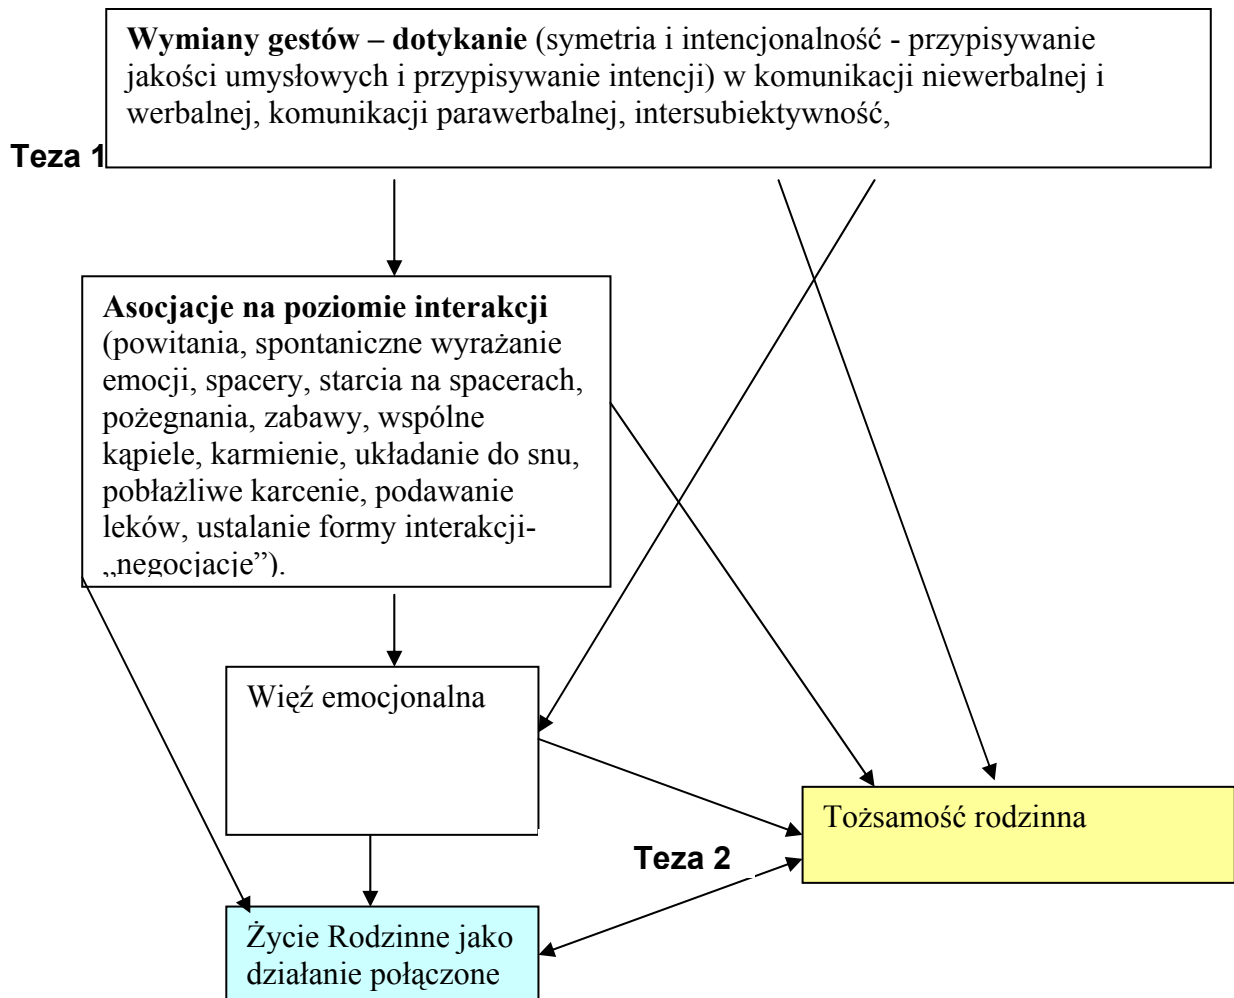 Wymiany gestów – dotykanie (symetria i intencjonalność - przypisywanie
jakości umysłowych i przypisywanie intencji) w komunikacji niewerbalnej i
werbalnej, komunikacji parawerbalnej, intersubiektywność,
Teza 1
Asocjacje na poziomie interakcji
(powitania, spontaniczne wyrażanie
emocji, spacery, starcia na spacerach,
pożegnania, zabawy, wspólne
kąpiele, karmienie, układanie do snu,
pobłażliwe karcenie, podawanie
leków, ustalanie formy interakcji-
„negocjacje”).
Więź emocjonalna
Tożsamość rodzinna
Teza 2
Życie Rodzinne jako
działanie połączone